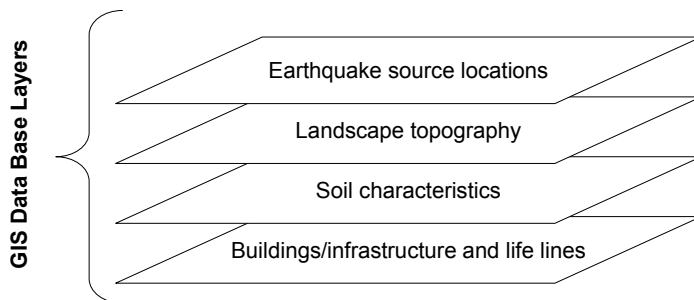 GIS Data Base Layers
Earthquake source locations
Landscape topography
Soil characteristics
Buildings/infrastructure and life lines